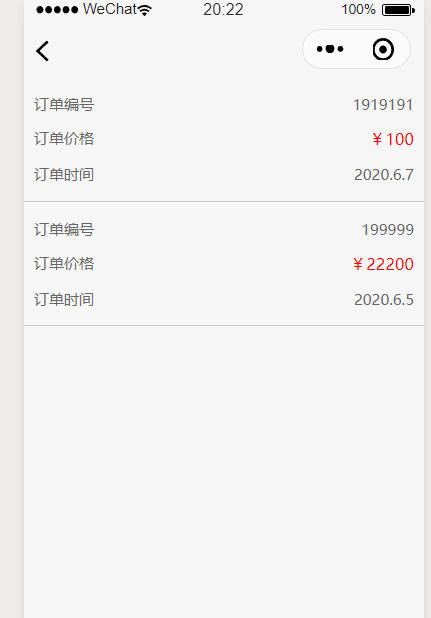 WeChat 20:22 100%
订单编号 1919191
订单价格 ¥ 100
订单时间 2020.6.7
订单编号 199999
订单价格 ¥ 22200
订单时间 2020.6.5